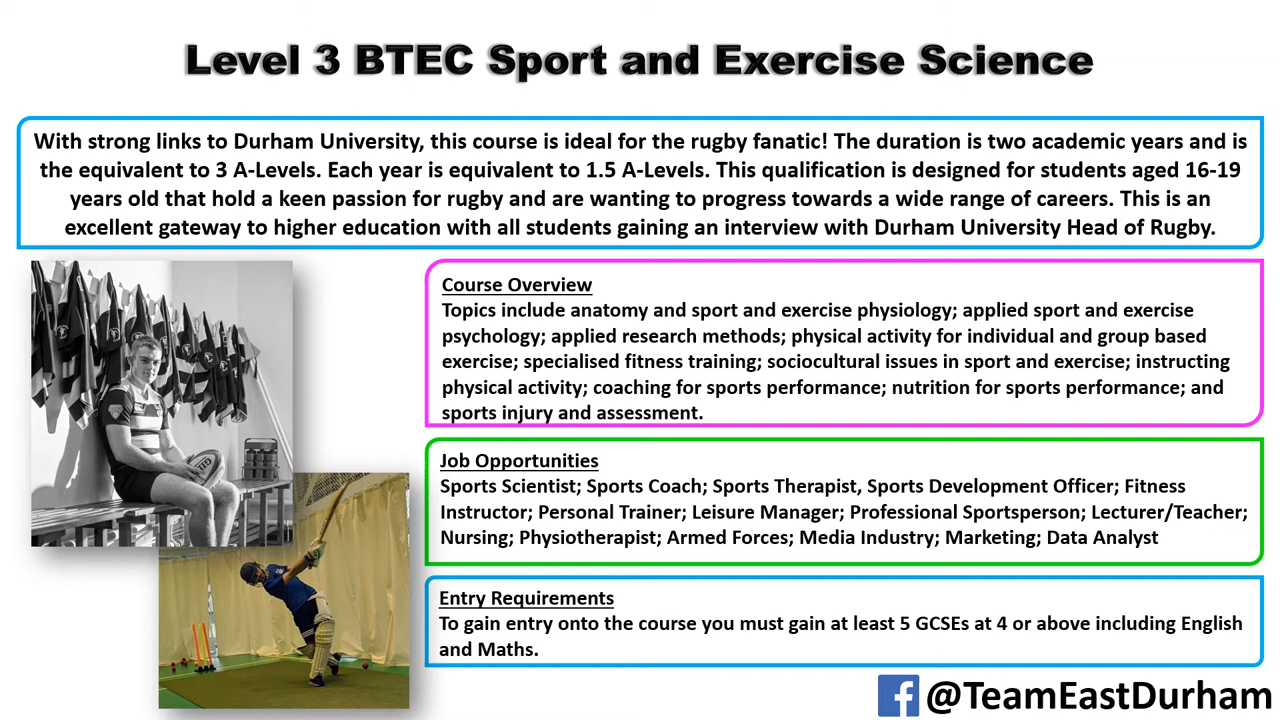 Level 3 BTEC Sport and Exercise Science
With strong links to Durham University, this course is ideal for the rugby fanatic! The duration is two academic years and is
the equivalent to 3 A-Levels. Each year is equivalent to 1.5 A-Levels. This qualification is designed for students aged 16-19
years old that hold a keen passion for rugby and are wanting to progress towards a wide range of careers. This is an
excellent gateway to higher education with all students gaining an interview with Durham University Head of Rugby.
Course Overview
Topics include anatomy and sport and exercise physiology; applied sport and exercise
psychology; applied research methods; physical activity for individual and group based
exercise; specialised fitness training; sociocultural issues in sport and exercise; instructing
physical activity; coaching for sports performance; nutrition for sports performance; and
sports injury and assessment.
Job Opportunities
Sports Scientist; Sports Coach; Sports Therapist, Sports Development Officer; Fitness
Instructor; Personal Trainer; Leisure Manager; Professional Sportsperson; Lecturer/Teacher;
Nursing; Physiotherapist; Armed Forces; Media Industry; Marketing; Data Analyst
Entry Requirements
To gain entry onto the course you must gain at least 5 GCSEs at 4 or above including English
and Maths.
@TeamEastDurham